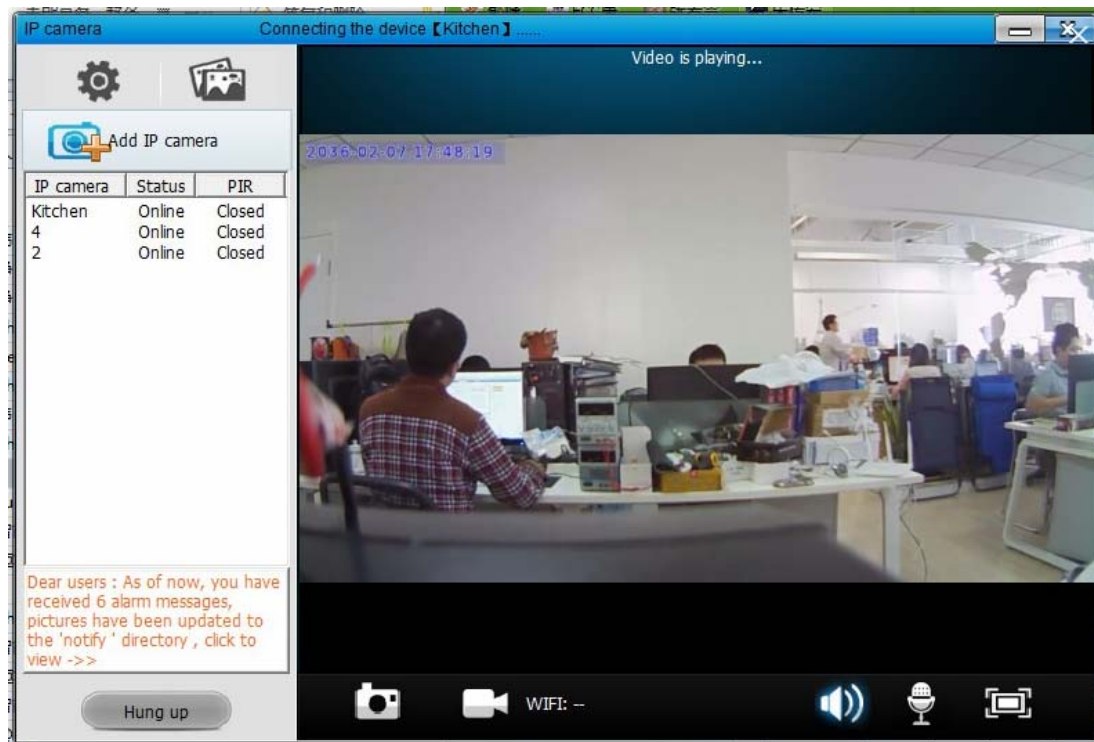 IP camera
Connecting the device【Kitchen】......
Video is playing...
Add IP camera
2036-02-07 17:48:19
IP camera Status PIR
Kitchen Online Closed
4 Online Closed
2 Online Closed
Dear users : As of now, you have
received 6 alarm messages,
pictures have been updated to
the 'notify ' directory , click to
view ->>
Hung up
WIFI: --